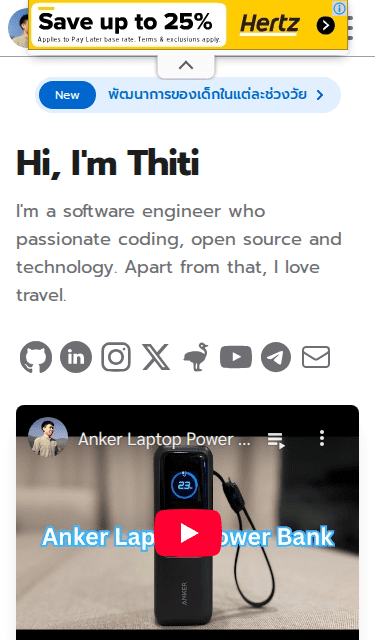 Save up to 25%
Applies to Pay Later base rate. Terms & exclusions apply.
Hertz
New
พัฒนาการของเด็กในแต่ละช่วงวัย
Hi, I'm Thiti
I'm a software engineer who
passionate coding, open source and
technology. Apart from that, I love
travel.
Anker Laptop Power ...
23
Anker Lap ower Bank
ANKER